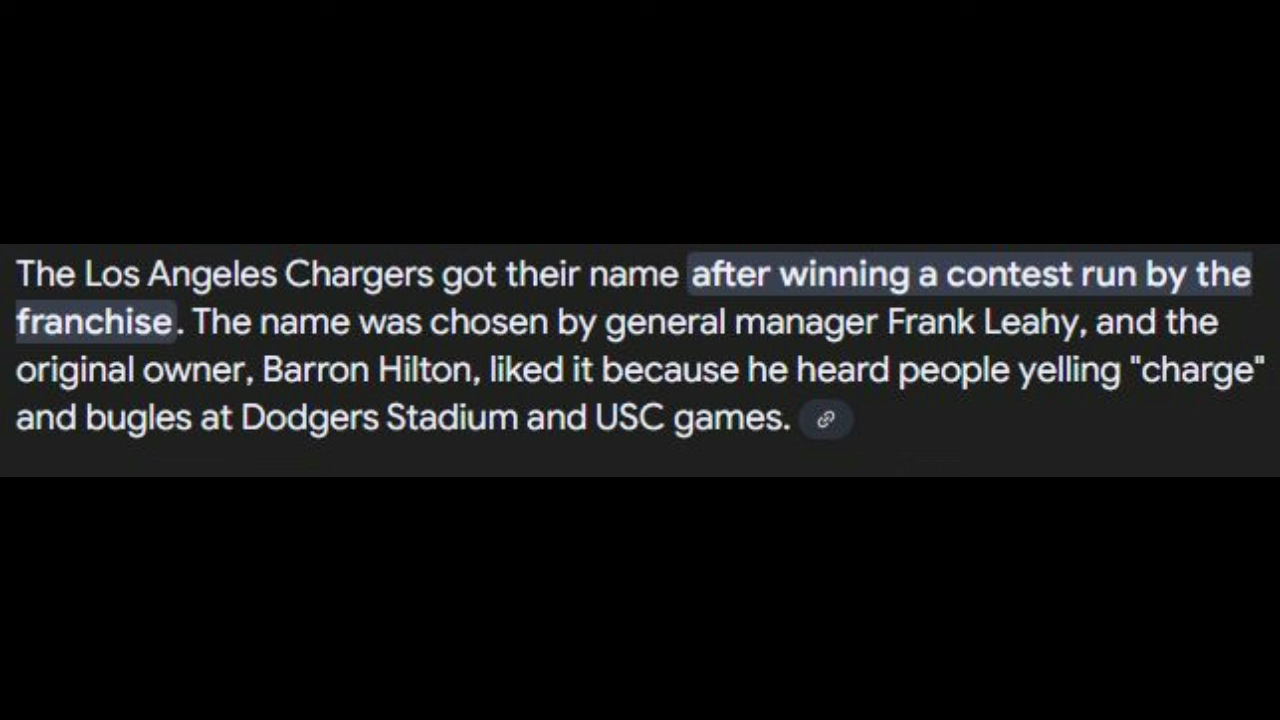 The Los Angeles Chargers got their name after winning a contest run by the
franchise. The name was chosen by general manager Frank Leahy, and the
original owner, Barron Hilton, liked it because he heard people yelling "charge"
and bugles at Dodgers Stadium and USC games.